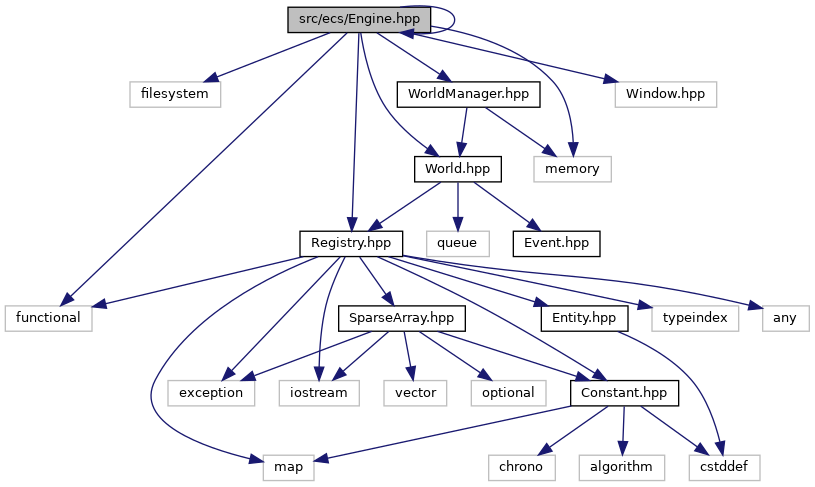 src/ecs/Engine.hpp
filesystem
WorldManager.hpp
Window.hpp
World.hpp
memory
Registry.hpp
queue
Event.hpp
functional
SparseArray.hpp
Entity.hpp
typeindex
any
exception
iostream
vector
optional
Constant.hpp
map
chrono
algorithm
cstddef